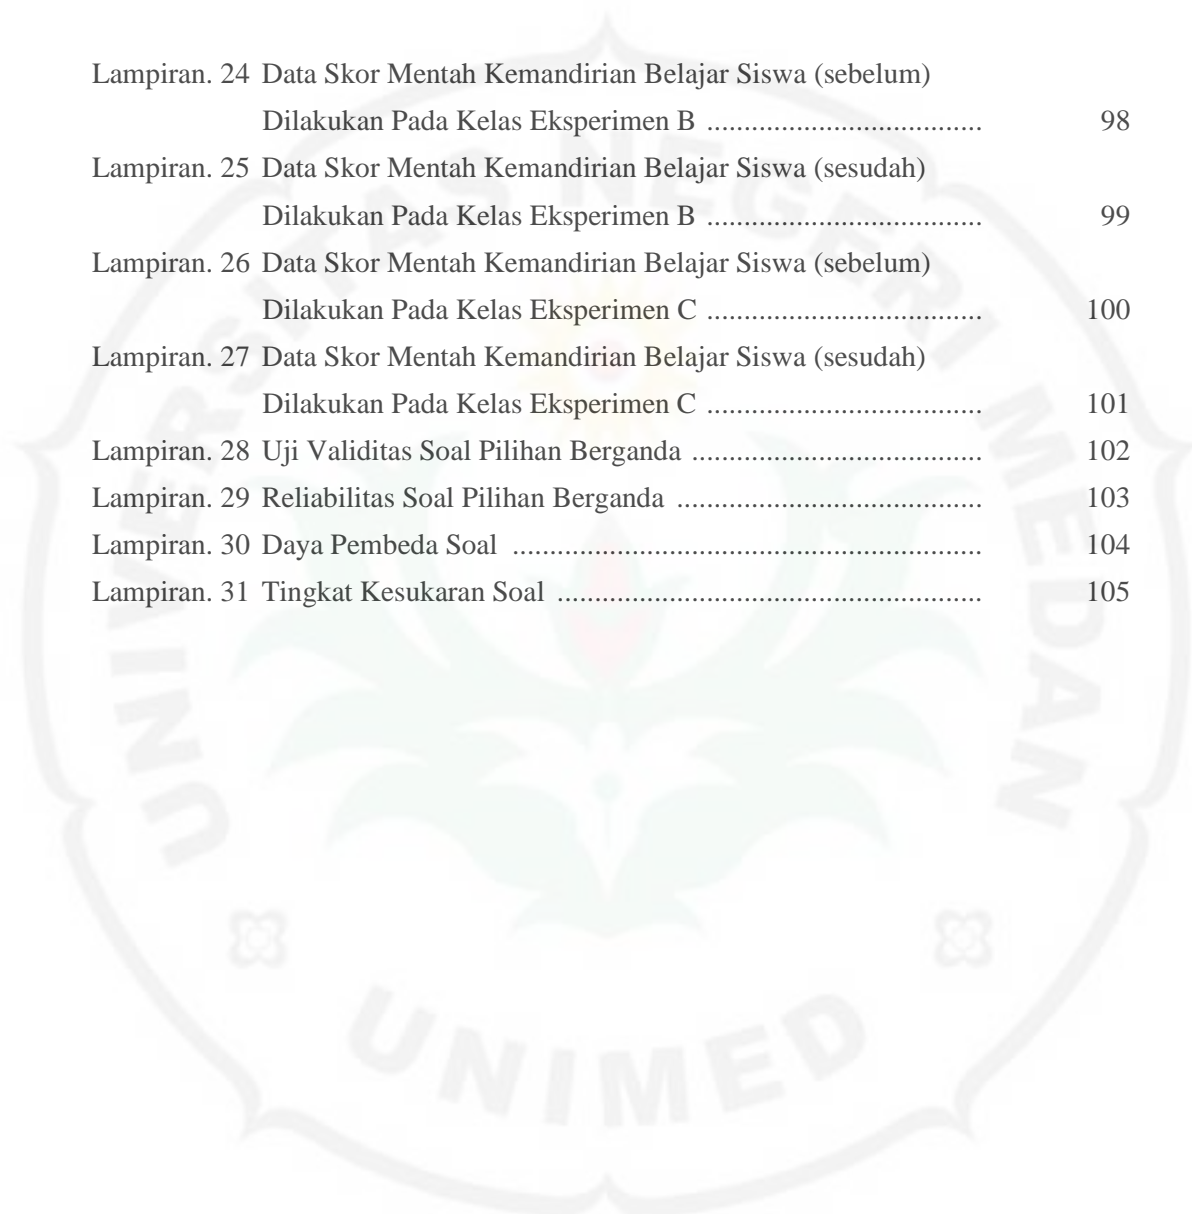 Lampiran. 24 Data Skor Mentah Kemandirian Belajar Siswa (sebelum)
Dilakukan Pada Kelas Eksperimen B ..................................... 98
Lampiran. 25 Data Skor Mentah Kemandirian Belajar Siswa (sesudah)
Dilakukan Pada Kelas Eksperimen B ..................................... 99
Lampiran. 26 Data Skor Mentah Kemandirian Belajar Siswa (sebelum)
Dilakukan Pada Kelas Eksperimen C ..................................... 100
Lampiran. 27 Data Skor Mentah Kemandirian Belajar Siswa (sesudah)
Dilakukan Pada Kelas Eksperimen C ..................................... 101
Lampiran. 28 Uji Validitas Soal Pilihan Berganda ....................................... 102
Lampiran. 29 Reliabilitas Soal Pilihan Berganda ......................................... 103
Lampiran. 30 Daya Pembeda Soal ............................................................... 104
Lampiran. 31 Tingkat Kesukaran Soal ......................................................... 105
UNIVERSITAS NEGERI MEDAN
UNIMED